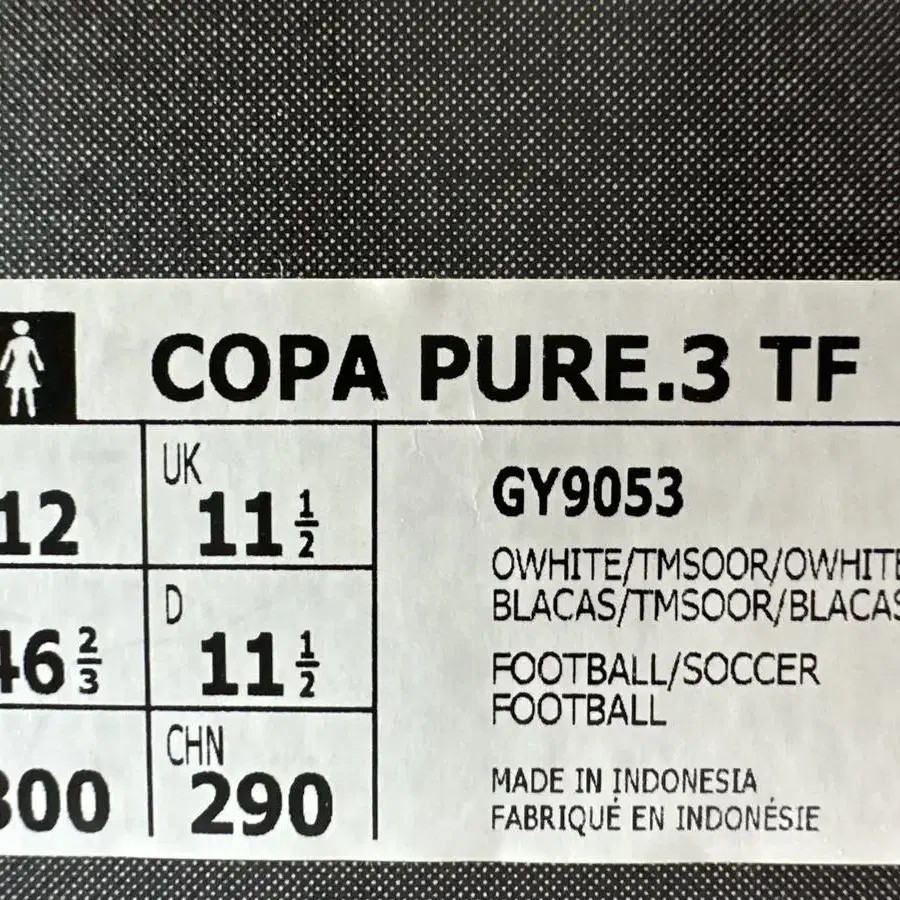 COPA PURE.3 TF
12
UK
11 1/2
46 2/3
D
11 1/2
300
CHN
290
GY9053
OWHITE/TMSOOR/OWHITE
BLACAS/TMSOOR/BLACAS
FOOTBALL/SOCCER
FOOTBALL
MADE IN INDONESIA
FABRIQUÉ EN INDONÉSIE